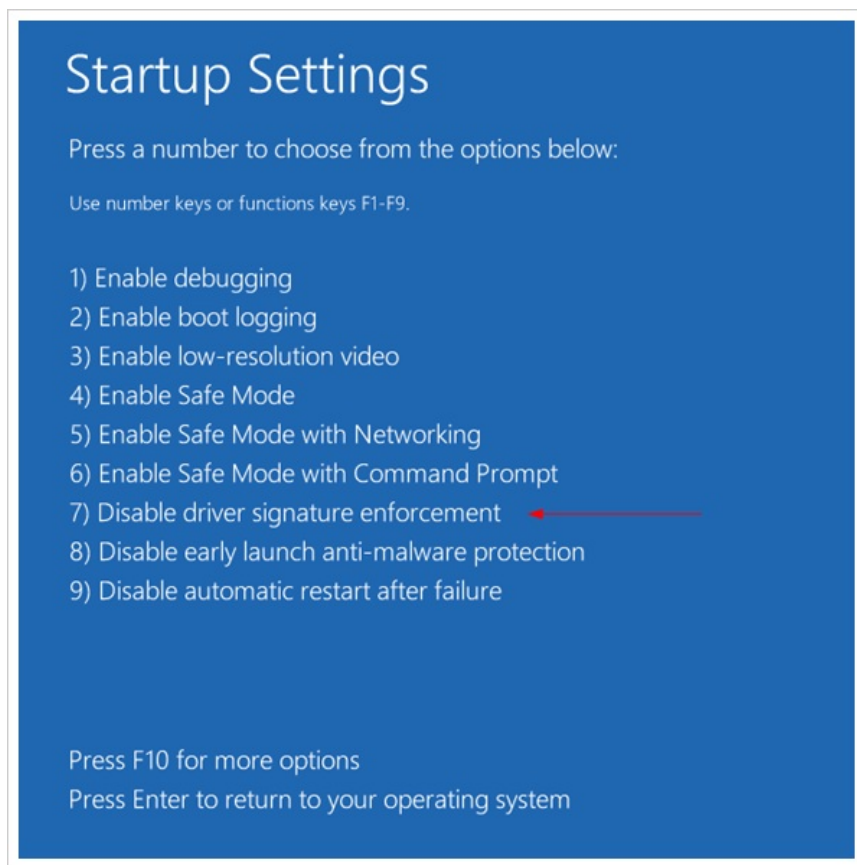 Startup Settings
Press a number to choose from the options below:
Use number keys or functions keys F1-F9.
1) Enable debugging
2) Enable boot logging
3) Enable low-resolution video
4) Enable Safe Mode
5) Enable Safe Mode with Networking
6) Enable Safe Mode with Command Prompt
7) Disable driver signature enforcement
8) Disable early launch anti-malware protection
9) Disable automatic restart after failure
Press F10 for more options
Press Enter to return to your operating system